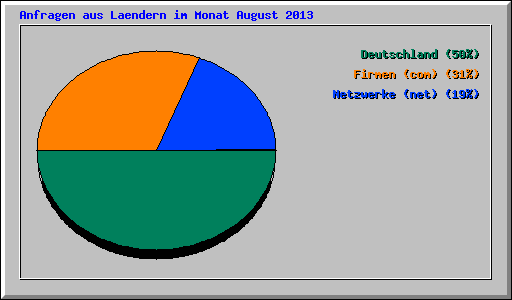 Anfragen aus Laendern im Monat August 2013
Deutschland (50%)
Firmen (com) (31%)
Netzwerke (net) (19%)